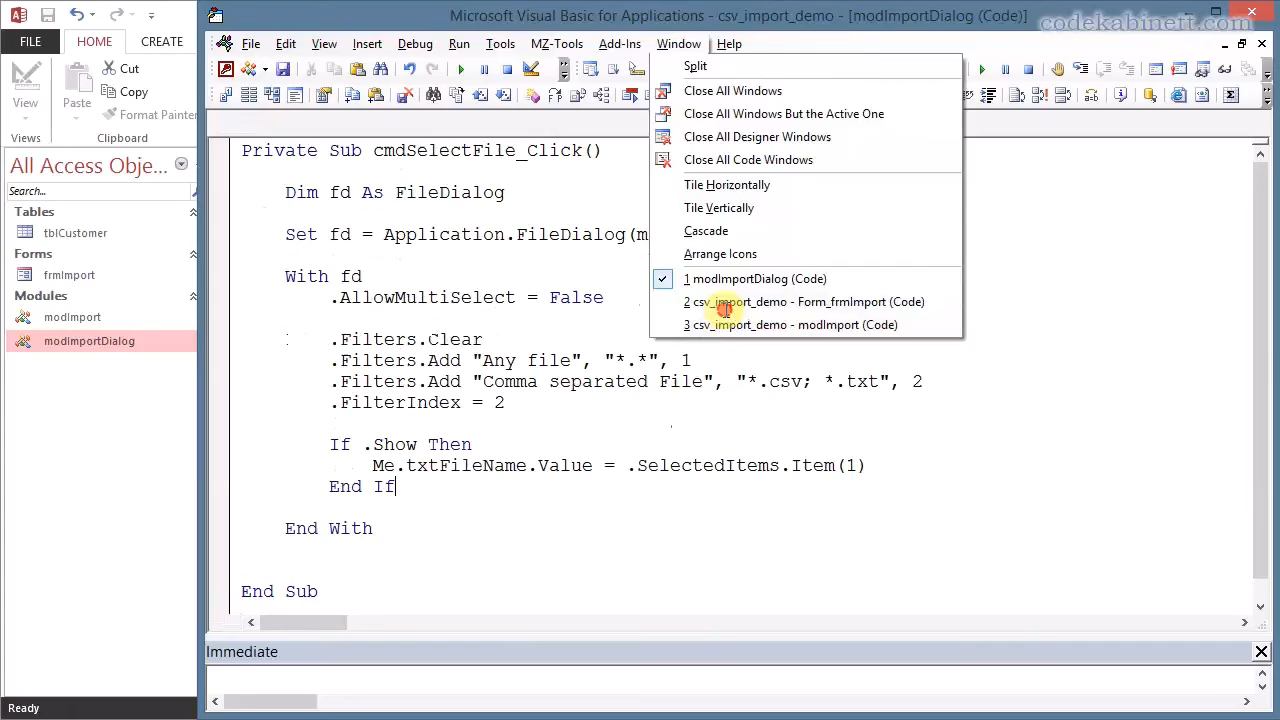 Microsoft Visual Basic for Applications - csv_import_demo - [modImportDialog (Code)]
codekabinett.com
FILE
HOME
CREATE
File Edit View Insert Debug Run Tools MZ-Tools Add-Ins Window Help
View
Paste
Cut
Copy
Format Painter
Views
Clipboard
All Access Obje...
Search...
Tables
tblCustomer
Forms
frmImport
Modules
modImport
modImportDialog
Split
Close All Windows
Close All Windows But the Active One
Close All Designer Windows
Close All Code Windows
Tile Horizontally
Tile Vertically
Cascade
Arrange Icons
1 modImportDialog (Code)
2 csv_import_demo - Form_frmImport (Code)
3 csv_import_demo - modImport (Code)
Private Sub cmdSelectFile_Click()
Dim fd As FileDialog
Set fd = Application.FileDialog(m
With fd
.AllowMultiSelect = False
.Filters.Clear
.Filters.Add "Any file", "*.*", 1
.Filters.Add "Comma separated File", "*.csv; *.txt", 2
.FilterIndex = 2
If .Show Then
Me.txtFileName.Value = .SelectedItems.Item(1)
End If
End With
End Sub
Immediate
Ready